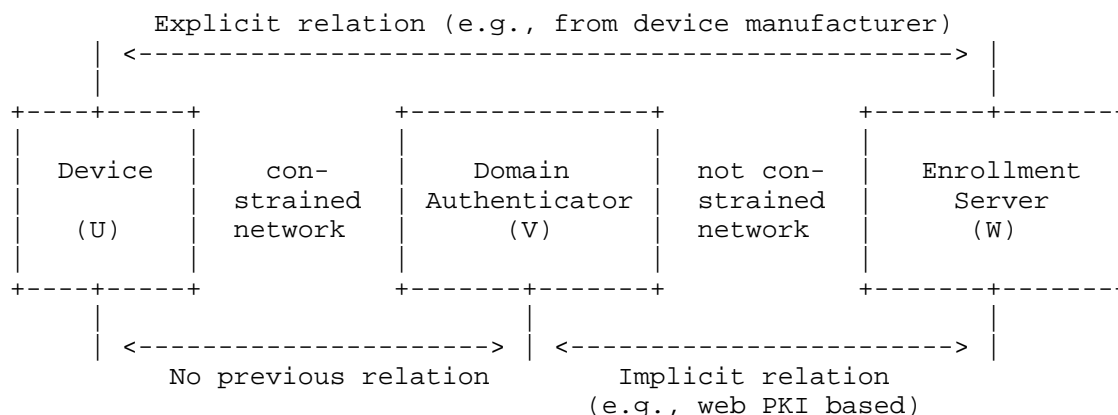 Explicit relation (e.g., from device manufacturer)
| <--------------------------------------------------> |
|                                                      |
+----+-----+            +---------------+            +--------+-------
|          |            |               |            |
| Device   | con-       | Domain        | not con-   | Enrollment
|          | strained   | Authenticator | strained   | Server
| (U)      | network    | (V)           | network    | (W)
|          |            |               |            |
+----+-----+            +-------+-------+            +-------+--------
|                               |                            |
| <----------------------> | <------------------------> |
No previous relation            Implicit relation
(e.g., web PKI based)